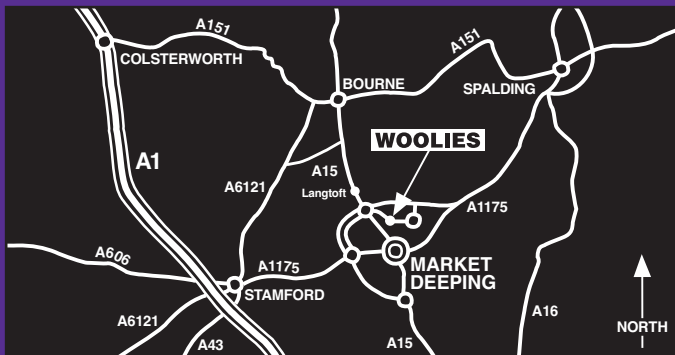 A151
COLSTERWORTH
A151
BOURNE
SPALDING
A1
WOOLIES
A15
A6121
Langtoft
A1175
A606
A1175
MARKET
DEEPING
STAMFORD
A6121
A16
NORTH
A43
A15